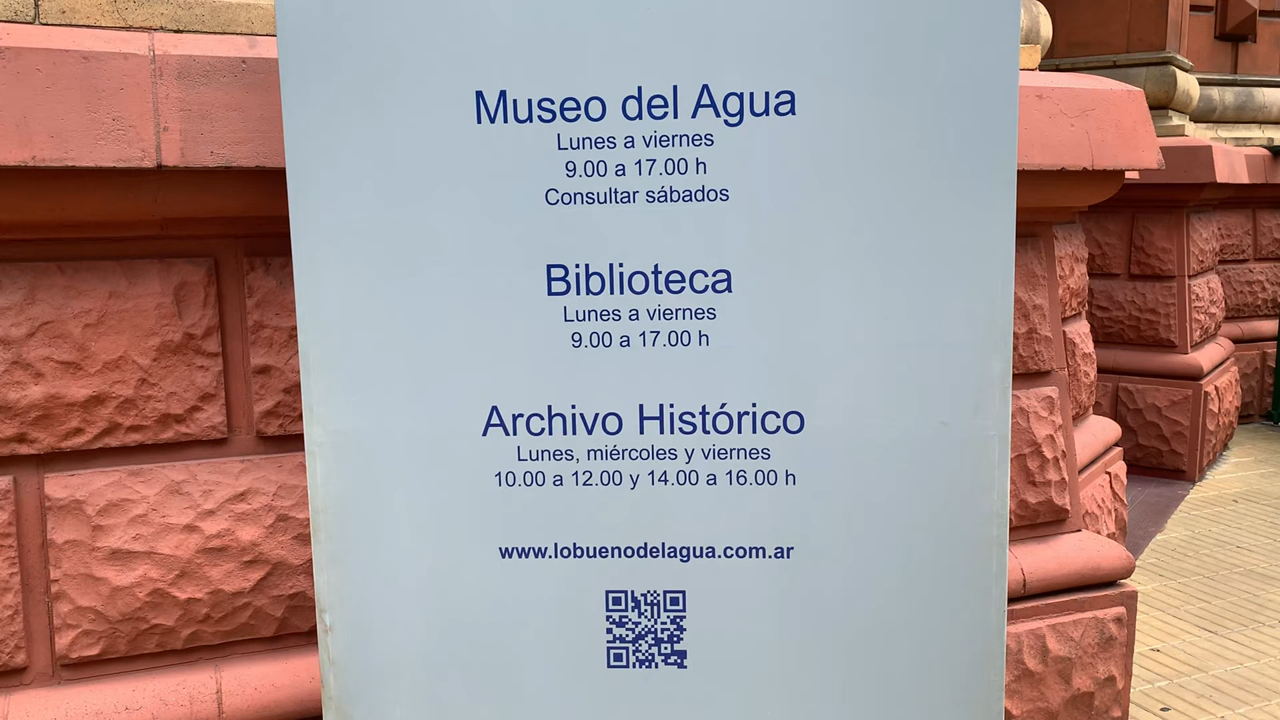 Museo del Agua
Lunes a viernes
9.00 a 17.00 h
Consultar sábados
Biblioteca
Lunes a viernes
9.00 a 17.00 h
Archivo Histórico
Lunes, miércoles y viernes
10.00 a 12.00 y 14.00 a 16.00 h
www.lobuenodelagua.com.ar